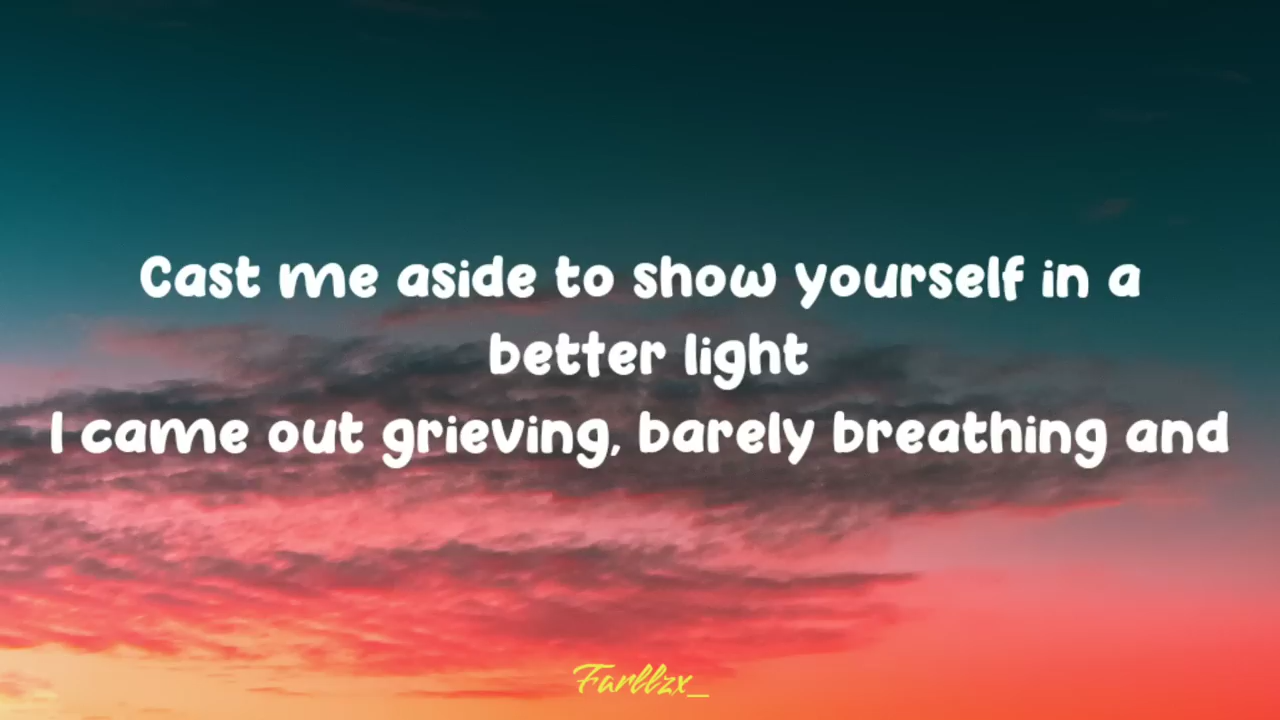 Cast me aside to show yourself in a
better light
I came out grieving, barely breathing and
Farllzx_